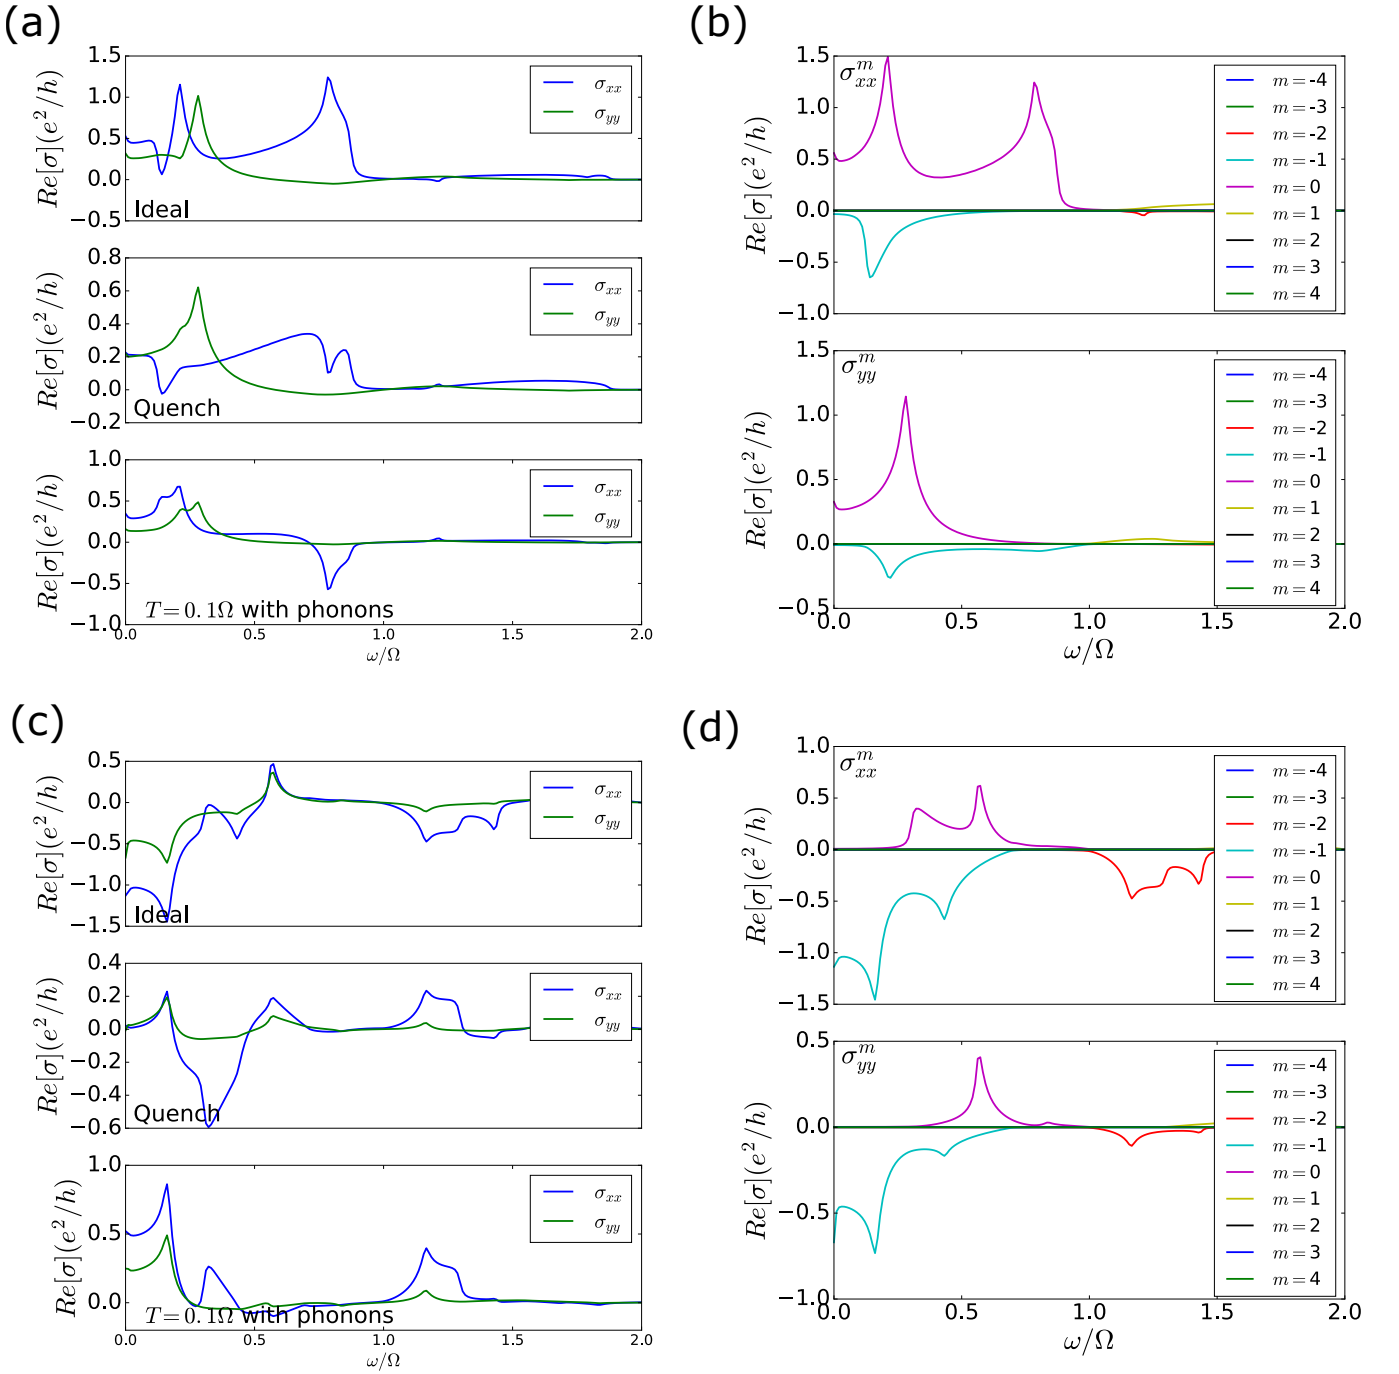 (a)
1.5
1.0
0.5
0.0
−0.5
Re[σ](e²/h)
σxx
σyy
Ideal
0.8
0.6
0.4
0.2
0.0
−0.2
Re[σ](e²/h)
σxx
σyy
Quench
1.0
0.5
0.0
−0.5
−1.0
Re[σ](e²/h)
σxx
σyy
T=0.1Ω with phonons
0.0 0.5 1.0 1.5 2.0
ω/Ω
(b)
σxx^m
1.5
1.0
0.5
0.0
−0.5
−1.0
Re[σ](e²/h)
m=-4
m=-3
m=-2
m=-1
m=0
m=1
m=2
m=3
m=4
σyy^m
1.5
1.0
0.5
0.0
−0.5
Re[σ](e²/h)
m=-4
m=-3
m=-2
m=-1
m=0
m=1
m=2
m=3
m=4
0.0 0.5 1.0 1.5 2.0
ω/Ω
(c)
0.5
0.0
−0.5
−1.0
−1.5
Re[σ](e²/h)
σxx
σyy
Ideal
0.4
0.2
0.0
−0.2
−0.4
−0.6
Re[σ](e²/h)
σxx
σyy
Quench
1.0
0.5
0.0
Re[σ](e²/h)
σxx
σyy
T=0.1Ω with phonons
0.0 0.5 1.0 1.5 2.0
ω/Ω
(d)
σxx^m
1.0
0.5
0.0
−0.5
−1.0
−1.5
Re[σ](e²/h)
m=-4
m=-3
m=-2
m=-1
m=0
m=1
m=2
m=3
m=4
σyy^m
0.5
0.0
−0.5
−1.0
Re[σ](e²/h)
m=-4
m=-3
m=-2
m=-1
m=0
m=1
m=2
m=3
m=4
0.0 0.5 1.0 1.5 2.0
ω/Ω